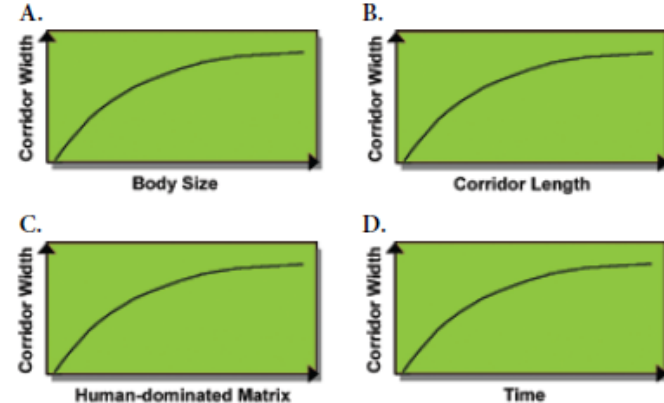 A.
Corridor Width
Body Size
B.
Corridor Width
Corridor Length
C.
Corridor Width
Human-dominated Matrix
D.
Corridor Width
Time